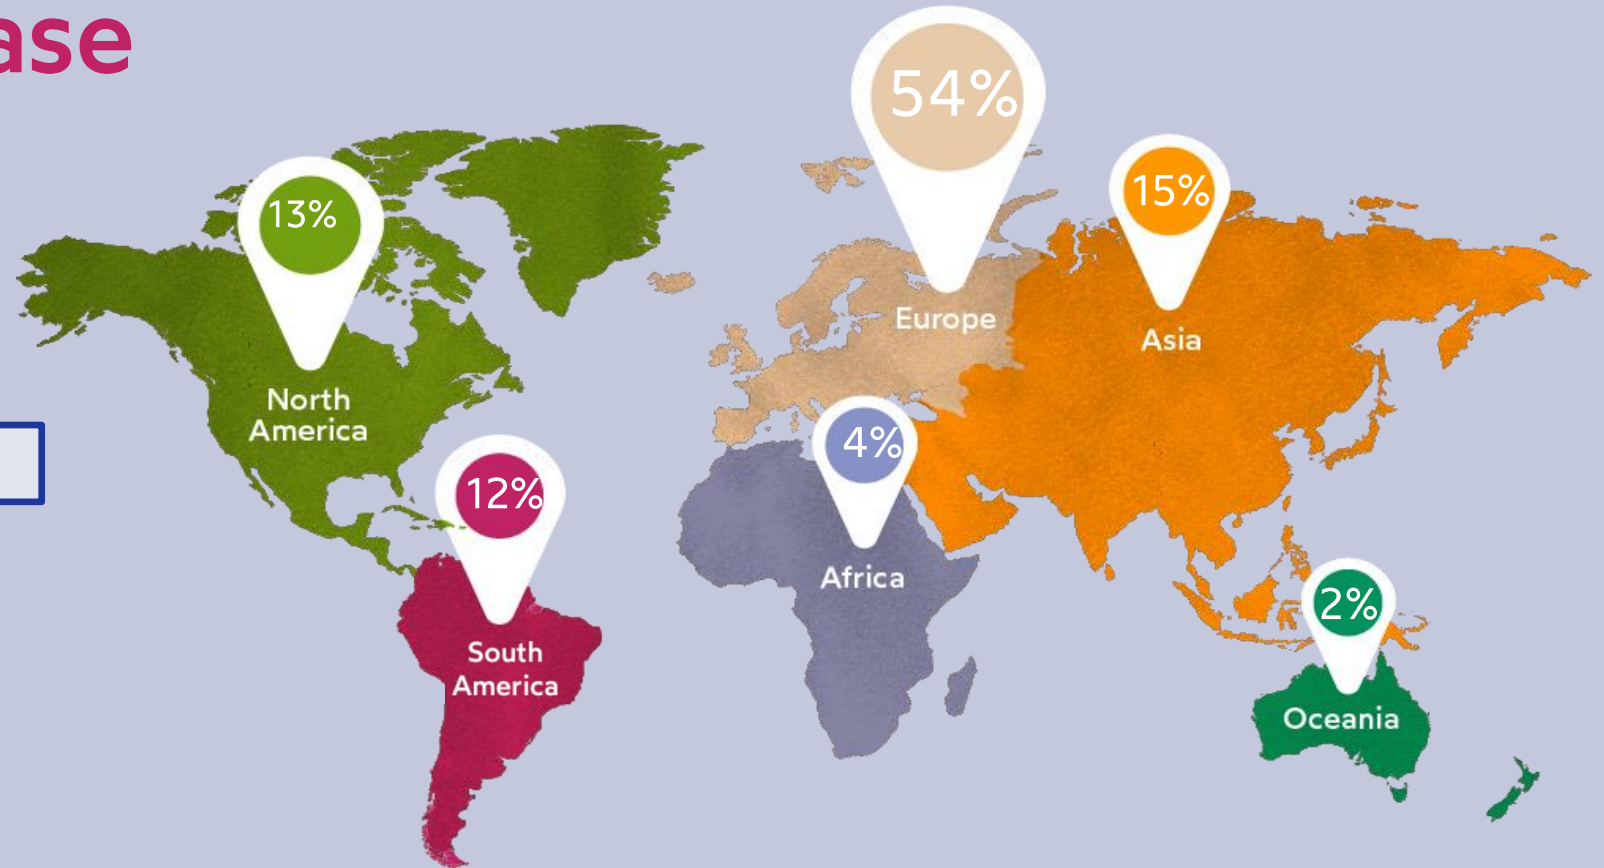 ase
54%
15%
13%
Europe
Asia
North
America
4%
12%
Africa
2%
South
America
Oceania